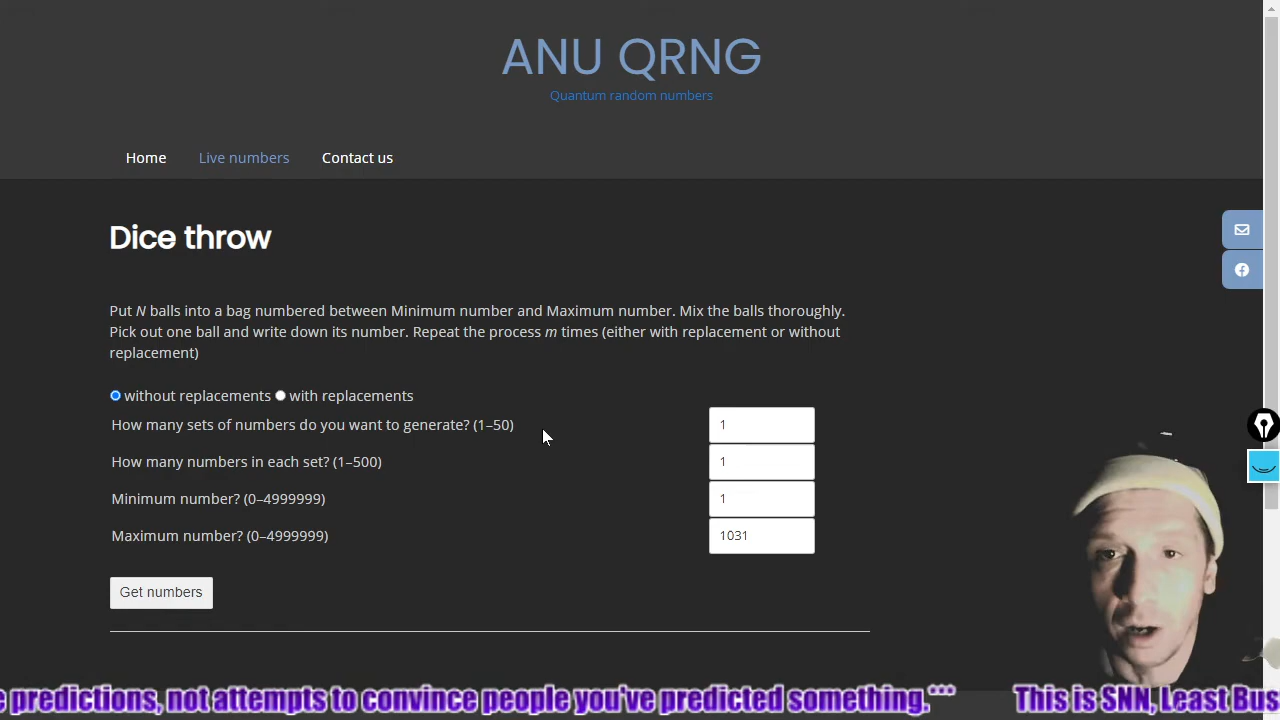 ANU QRNG
Quantum random numbers
Home Live numbers Contact us
Dice throw
Put N balls into a bag numbered between Minimum number and Maximum number. Mix the balls thoroughly.
Pick out one ball and write down its number. Repeat the process m times (either with replacement or without
replacement)
without replacements with replacements
How many sets of numbers do you want to generate? (1–50) 1
How many numbers in each set? (1–500) 1
Minimum number? (0–4999999) 1
Maximum number? (0–4999999) 1031
Get numbers
predictions, not attempts to convince people you've predicted something.°°° This is SNN, Least Bus